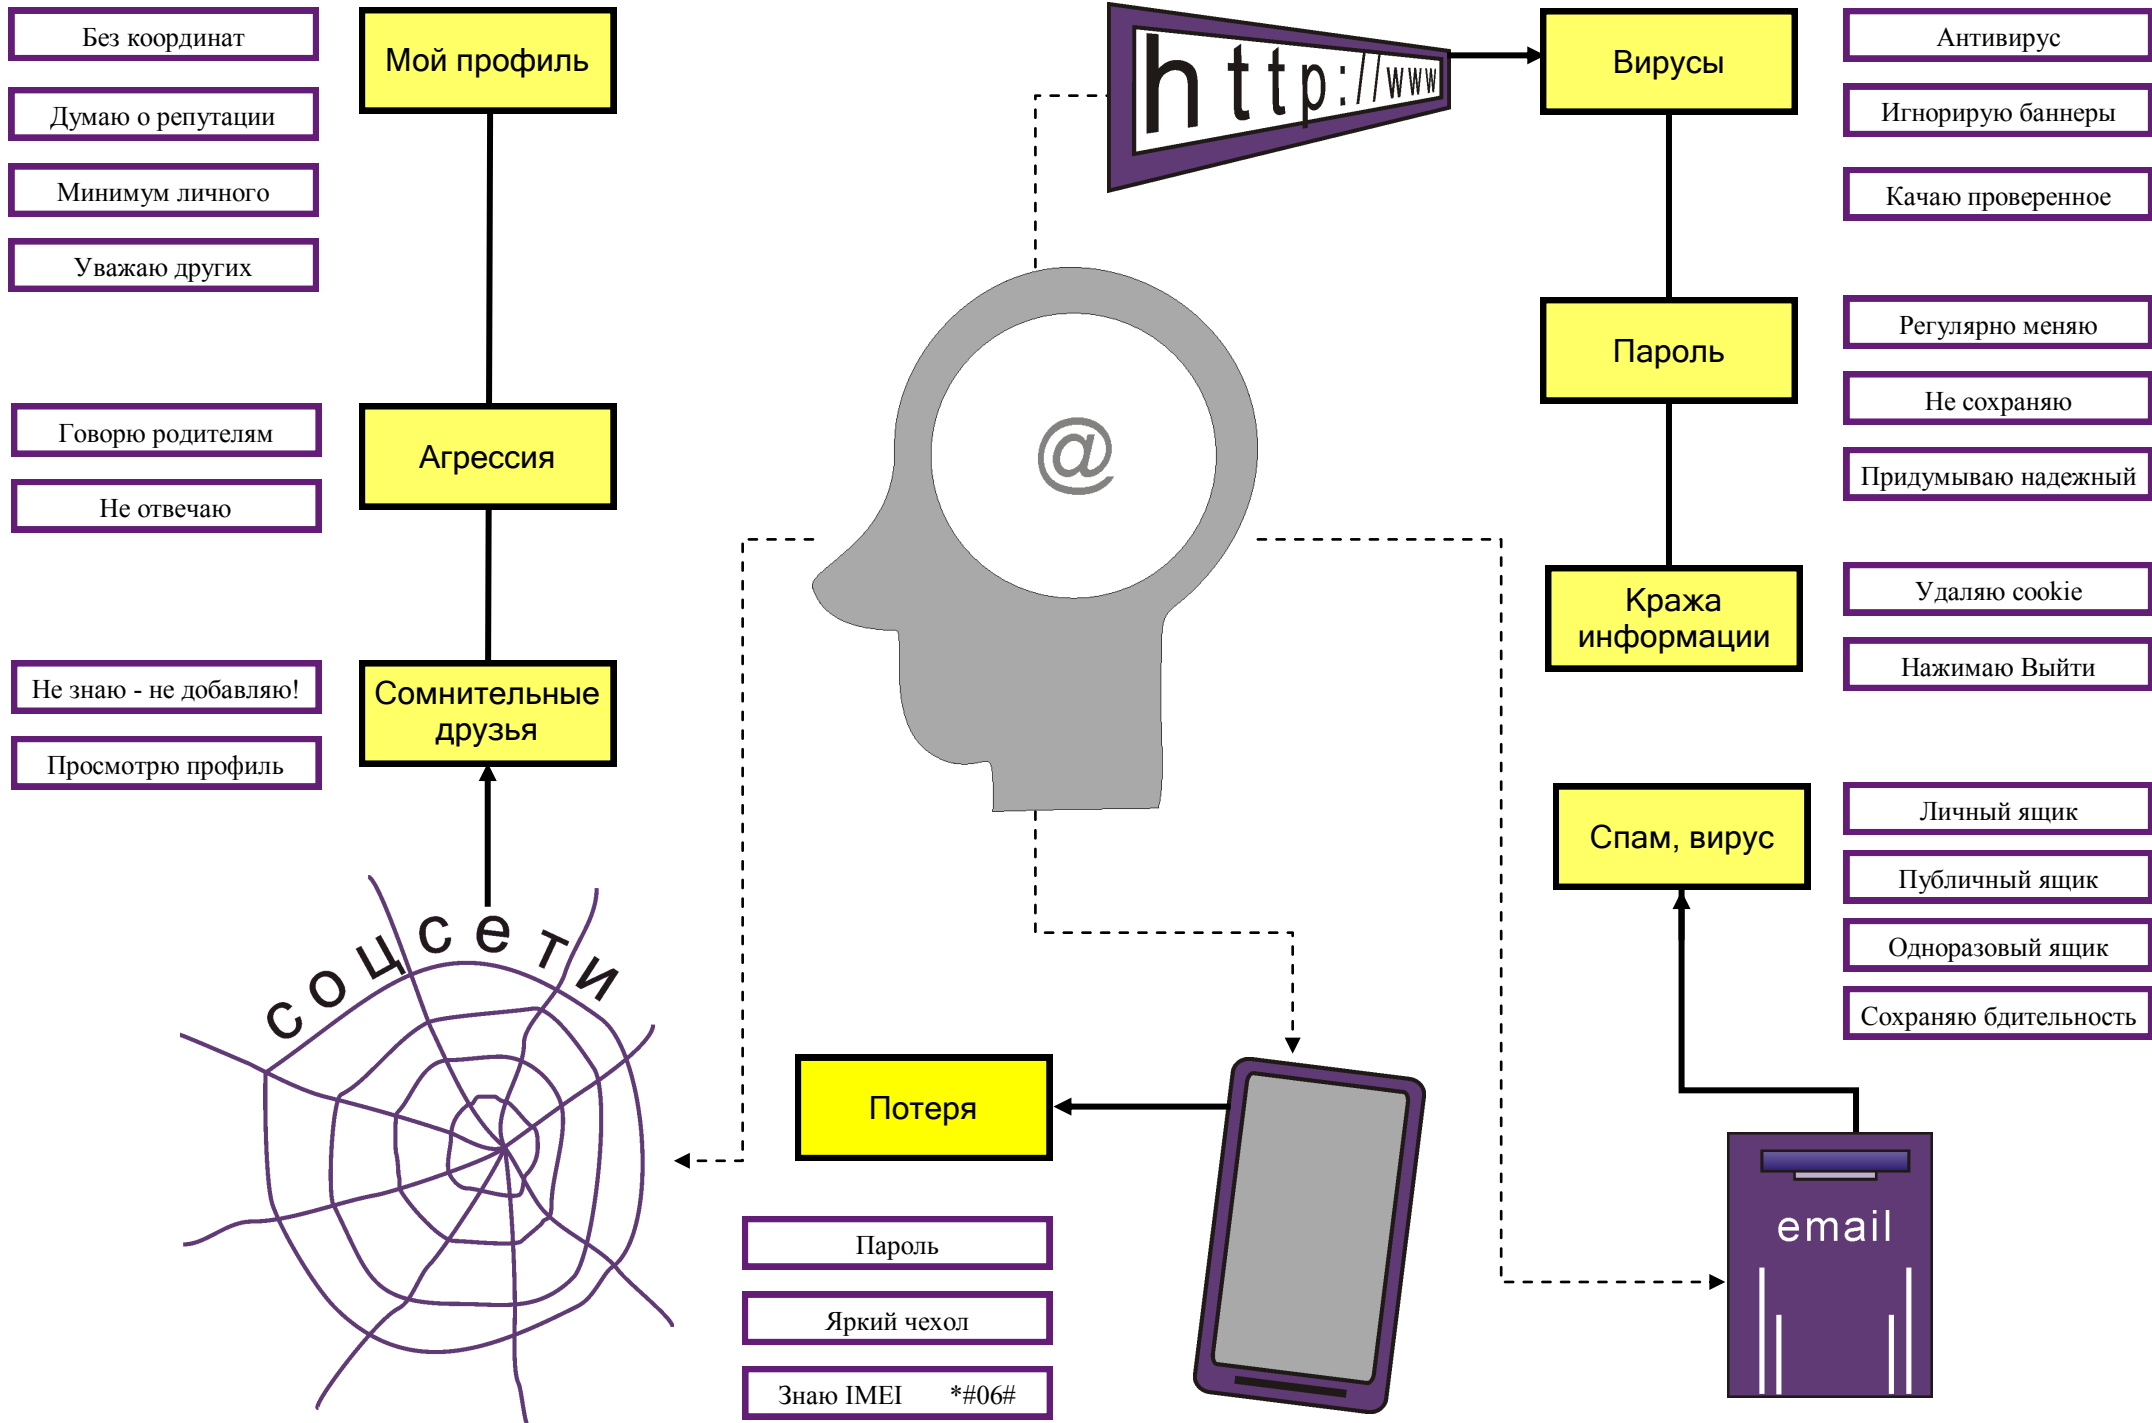 Без координат
Думаю о репутации
Минимум личного
Уважаю других
Мой профиль
Говорю родителям
Не отвечаю
Агрессия
Не знаю - не добавляю!
Просмотрю профиль
Сомнительные
друзья
соцсети
http://www
@
Вирусы
Антивирус
Игнорирую баннеры
Качаю проверенное
Пароль
Регулярно меняю
Не сохраняю
Придумываю надежный
Кража
информации
Удаляю cookie
Нажимаю Выйти
Спам, вирус
Личный ящик
Публичный ящик
Одноразовый ящик
Сохраняю бдительность
email
Потеря
Пароль
Яркий чехол
Знаю IMEI *#06#